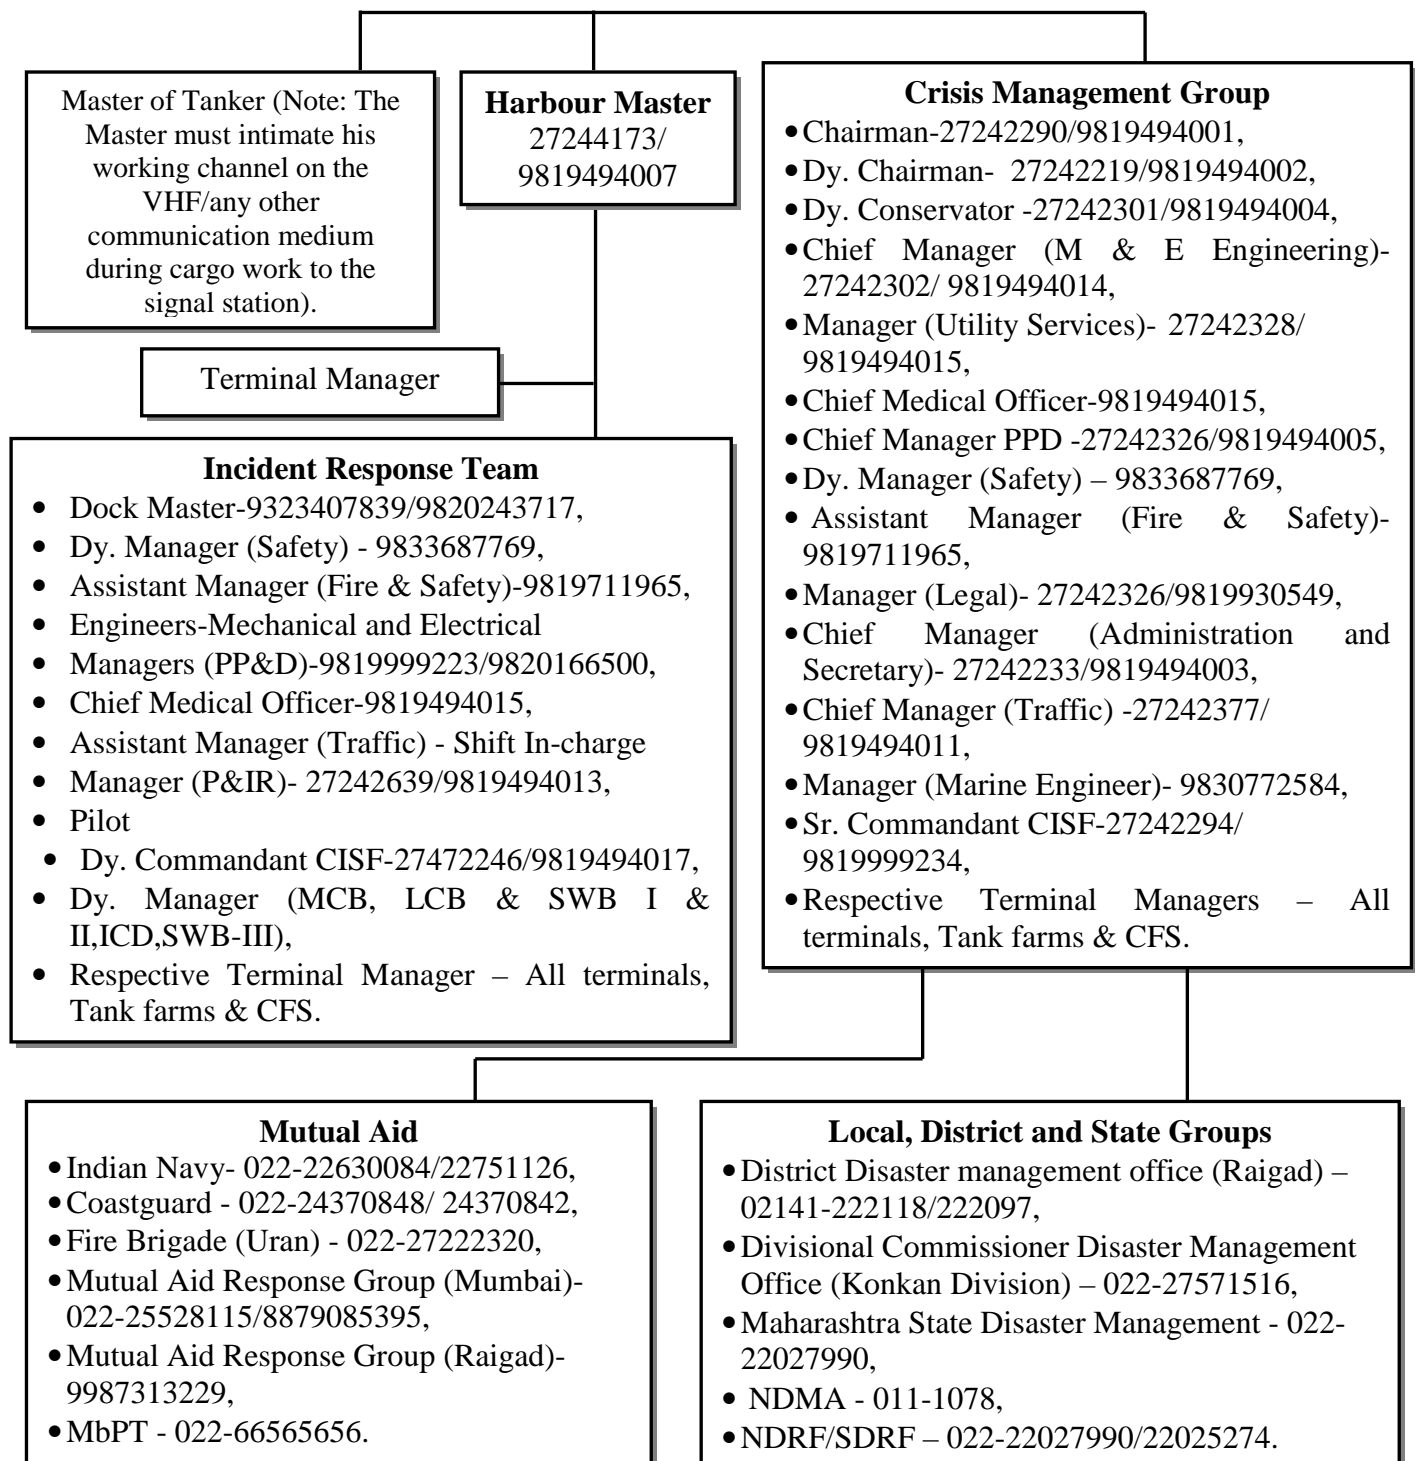 Master of Tanker (Note: The
Master must intimate his
working channel on the
VHF/any other
communication medium
during cargo work to the
signal station).
Harbour Master
27244173/
9819494007
Crisis Management Group
•Chairman-27242290/9819494001,
•Dy. Chairman- 27242219/9819494002,
•Dy. Conservator -27242301/9819494004,
•Chief Manager (M & E Engineering)-
27242302/ 9819494014,
•Manager (Utility Services)- 27242328/
9819494015,
•Chief Medical Officer-9819494015,
•Chief Manager PPD -27242326/9819494005,
•Dy. Manager (Safety) – 9833687769,
• Assistant Manager (Fire & Safety)-
9819711965,
•Manager (Legal)- 27242326/9819930549,
•Chief Manager (Administration and
Secretary)- 27242233/9819494003,
•Chief Manager (Traffic) -27242377/
9819494011,
•Manager (Marine Engineer)- 9830772584,
•Sr. Commandant CISF-27242294/
9819999234,
•Respective Terminal Managers – All
terminals, Tank farms & CFS.
Terminal Manager
Incident Response Team
• Dock Master-9323407839/9820243717,
• Dy. Manager (Safety) - 9833687769,
• Assistant Manager (Fire & Safety)-9819711965,
• Engineers-Mechanical and Electrical
• Managers (PP&D)-9819999223/9820166500,
• Chief Medical Officer-9819494015,
• Assistant Manager (Traffic) - Shift In-charge
• Manager (P&IR)- 27242639/9819494013,
• Pilot
• Dy. Commandant CISF-27472246/9819494017,
• Dy. Manager (MCB, LCB & SWB I &
II,ICD,SWB-III),
• Respective Terminal Manager – All terminals,
Tank farms & CFS.
Mutual Aid
•Indian Navy- 022-22630084/22751126,
•Coastguard - 022-24370848/ 24370842,
•Fire Brigade (Uran) - 022-27222320,
•Mutual Aid Response Group (Mumbai)-
022-25528115/8879085395,
•Mutual Aid Response Group (Raigad)-
9987313229,
•MbPT - 022-66565656.
Local, District and State Groups
•District Disaster management office (Raigad) –
02141-222118/222097,
•Divisional Commissioner Disaster Management
Office (Konkan Division) – 022-27571516,
•Maharashtra State Disaster Management - 022-
22027990,
• NDMA - 011-1078,
•NDRF/SDRF – 022-22027990/22025274.